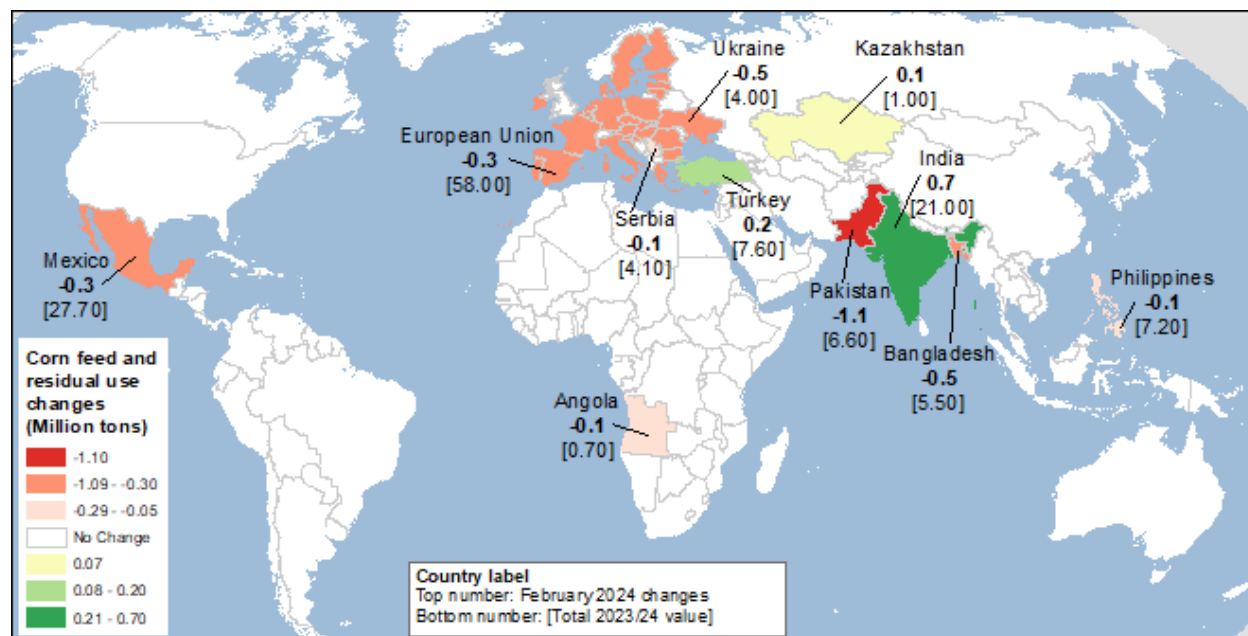 Ukraine
-0.5
[4.00]
Kazakhstan
0.1
[1.00]
European Union
-0.3
[58.00]
India
0.7
[21.00]
Turkey
0.2
[7.60]
Serbia
-0.1
[4.10]
Mexico
-0.3
[27.70]
Pakistan
-1.1
[6.60]
Philippines
-0.1
[7.20]
Bangladesh
-0.5
[5.50]
Angola
-0.1
[0.70]
Corn feed and
residual use
changes
(Million tons)
-1.10
-1.09 - -0.30
-0.29 - -0.05
No Change
0.07
0.08 - 0.20
0.21 - 0.70
Country label
Top number: February 2024 changes
Bottom number: [Total 2023/24 value]